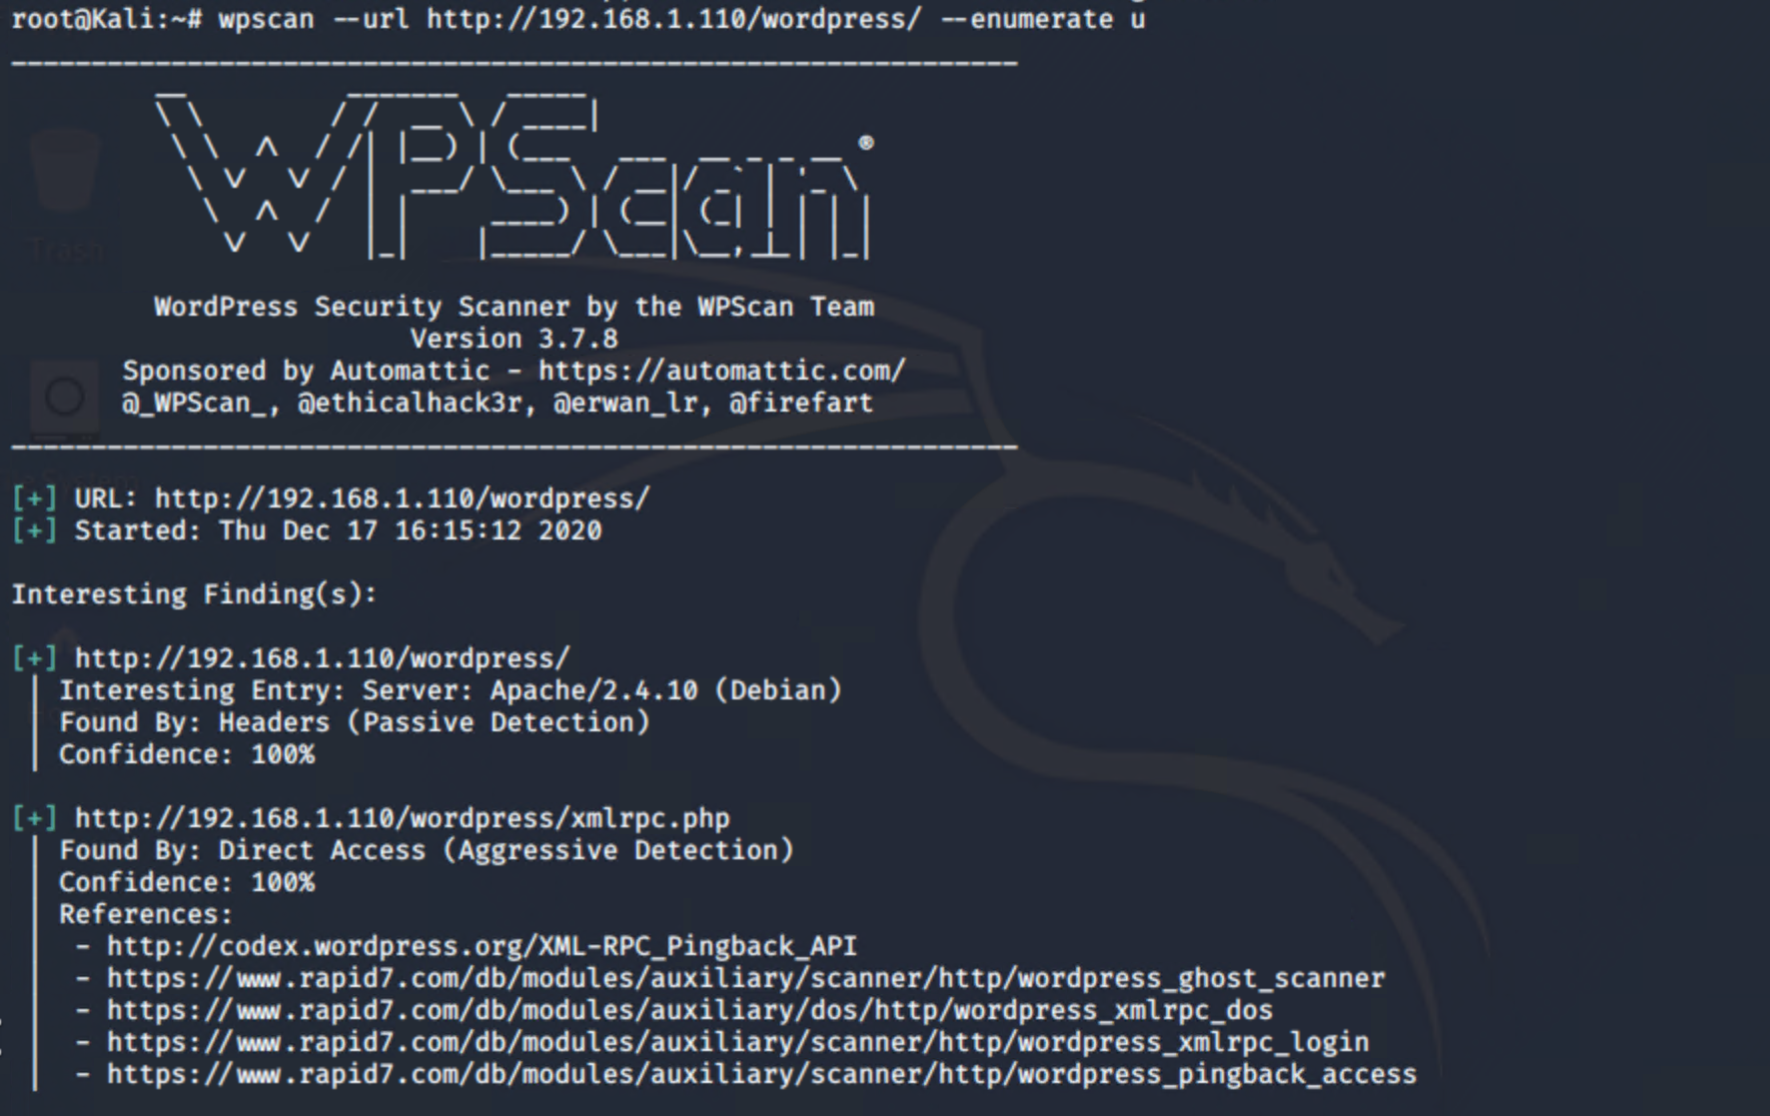 root@Kali:~# wpscan --url http://192.168.1.110/wordpress/ --enumerate u
WPScan®
WordPress Security Scanner by the WPScan Team
Version 3.7.8
Sponsored by Automattic - https://automattic.com/
@_WPScan_, @ethicalhack3r, @erwan_lr, @firefart
Trash
[+] URL: http://192.168.1.110/wordpress/
[+] Started: Thu Dec 17 16:15:12 2020
Interesting Finding(s):
[+] http://192.168.1.110/wordpress/
| Interesting Entry: Server: Apache/2.4.10 (Debian)
| Found By: Headers (Passive Detection)
| Confidence: 100%
[+] http://192.168.1.110/wordpress/xmlrpc.php
| Found By: Direct Access (Aggressive Detection)
| Confidence: 100%
| References:
| - http://codex.wordpress.org/XML-RPC_Pingback_API
| - https://www.rapid7.com/db/modules/auxiliary/scanner/http/wordpress_ghost_scanner
| - https://www.rapid7.com/db/modules/auxiliary/dos/http/wordpress_xmlrpc_dos
| - https://www.rapid7.com/db/modules/auxiliary/scanner/http/wordpress_xmlrpc_login
| - https://www.rapid7.com/db/modules/auxiliary/scanner/http/wordpress_pingback_access